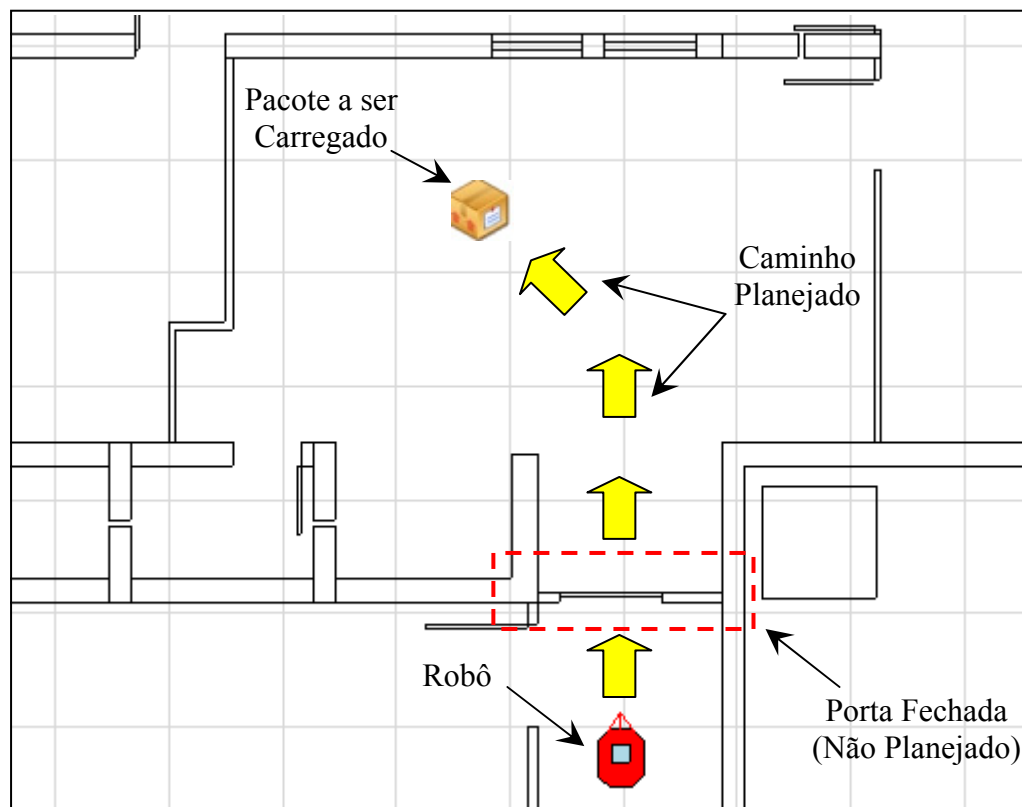 Pacote a ser
Carregado
Caminho
Planejado
Robô
Porta Fechada
(Não Planejado)